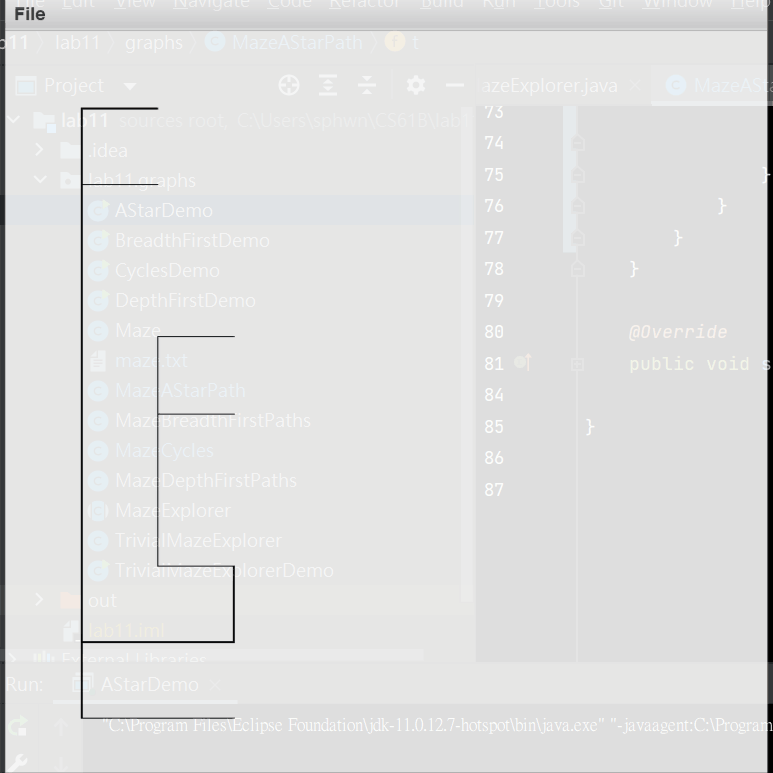 File Edit View Navigate Code Refactor Build Run Tools Git Window Help
File
lab11 graphs MazeAStarPath t
Project
azeExplorer.java MazeASta
73
lab11 sources root, C:\Users\sphwn\CS61B\lab1
74
.idea
75 }
lab11.graphs
76 }
AStarDemo
77 }
BreadthFirstDemo
78 }
CyclesDemo
79
DepthFirstDemo
80 @Override
Maze
81 public void s
maze.txt
84
MazeAStarPath
85 }
MazeBreadthFirstPaths
86
MazeCycles
87
MazeDepthFirstPaths
MazeExplorer
TrivialMazeExplorer
TrivialMazeExplorerDemo
out
lab11.iml
External Libraries
Run: AStarDemo
"C:\Program Files\Eclipse Foundation\jdk-11.0.12.7-hotspot\bin\java.exe" "-javaagent:C:\Program